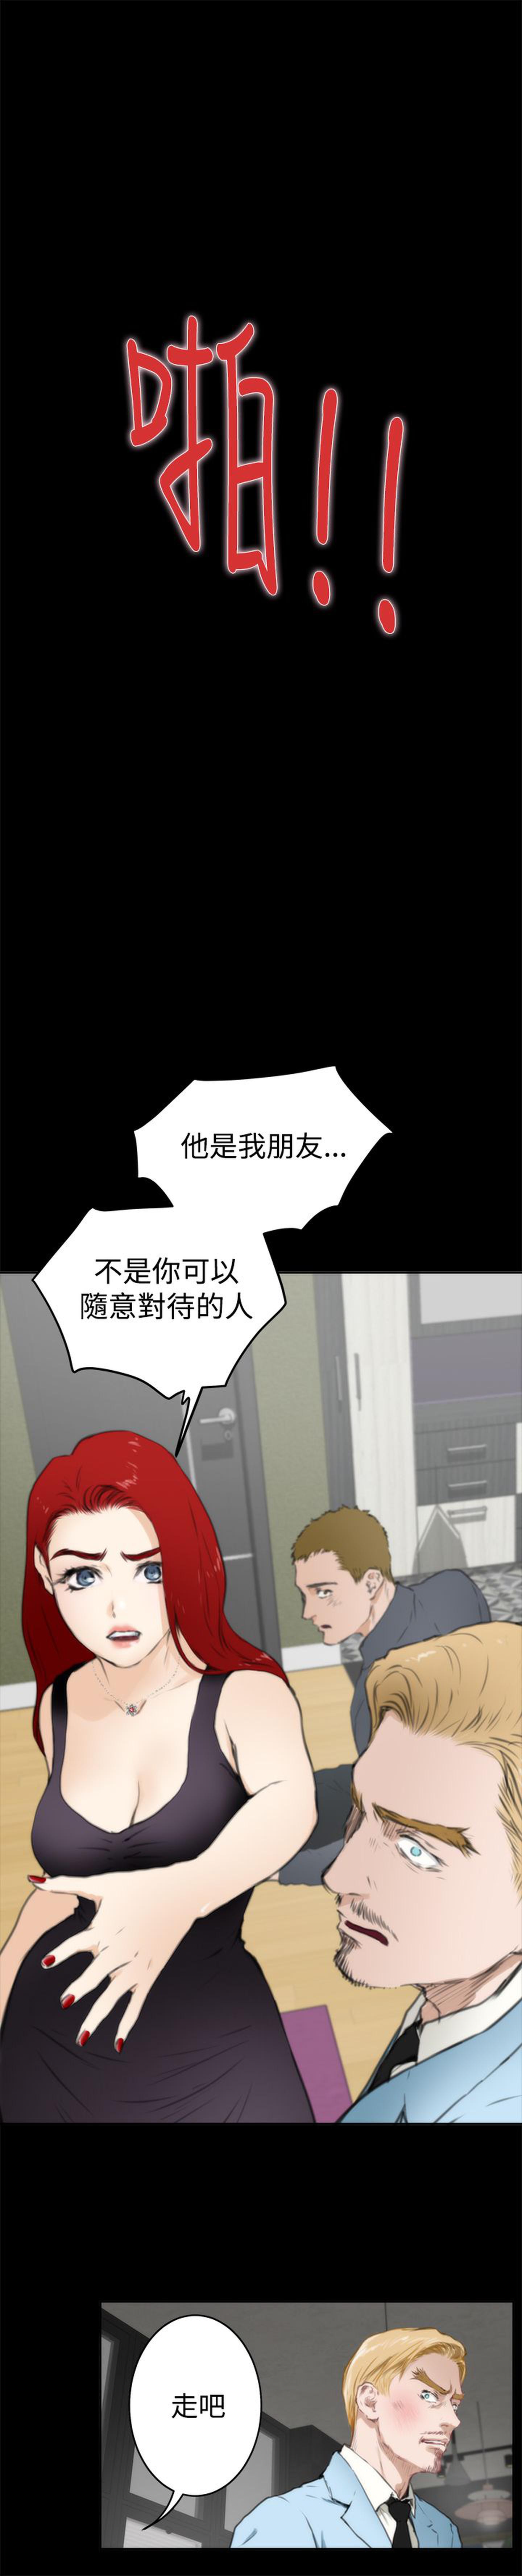 啪!!
他是我朋友...
不是你可以
隨意對待的人
走吧